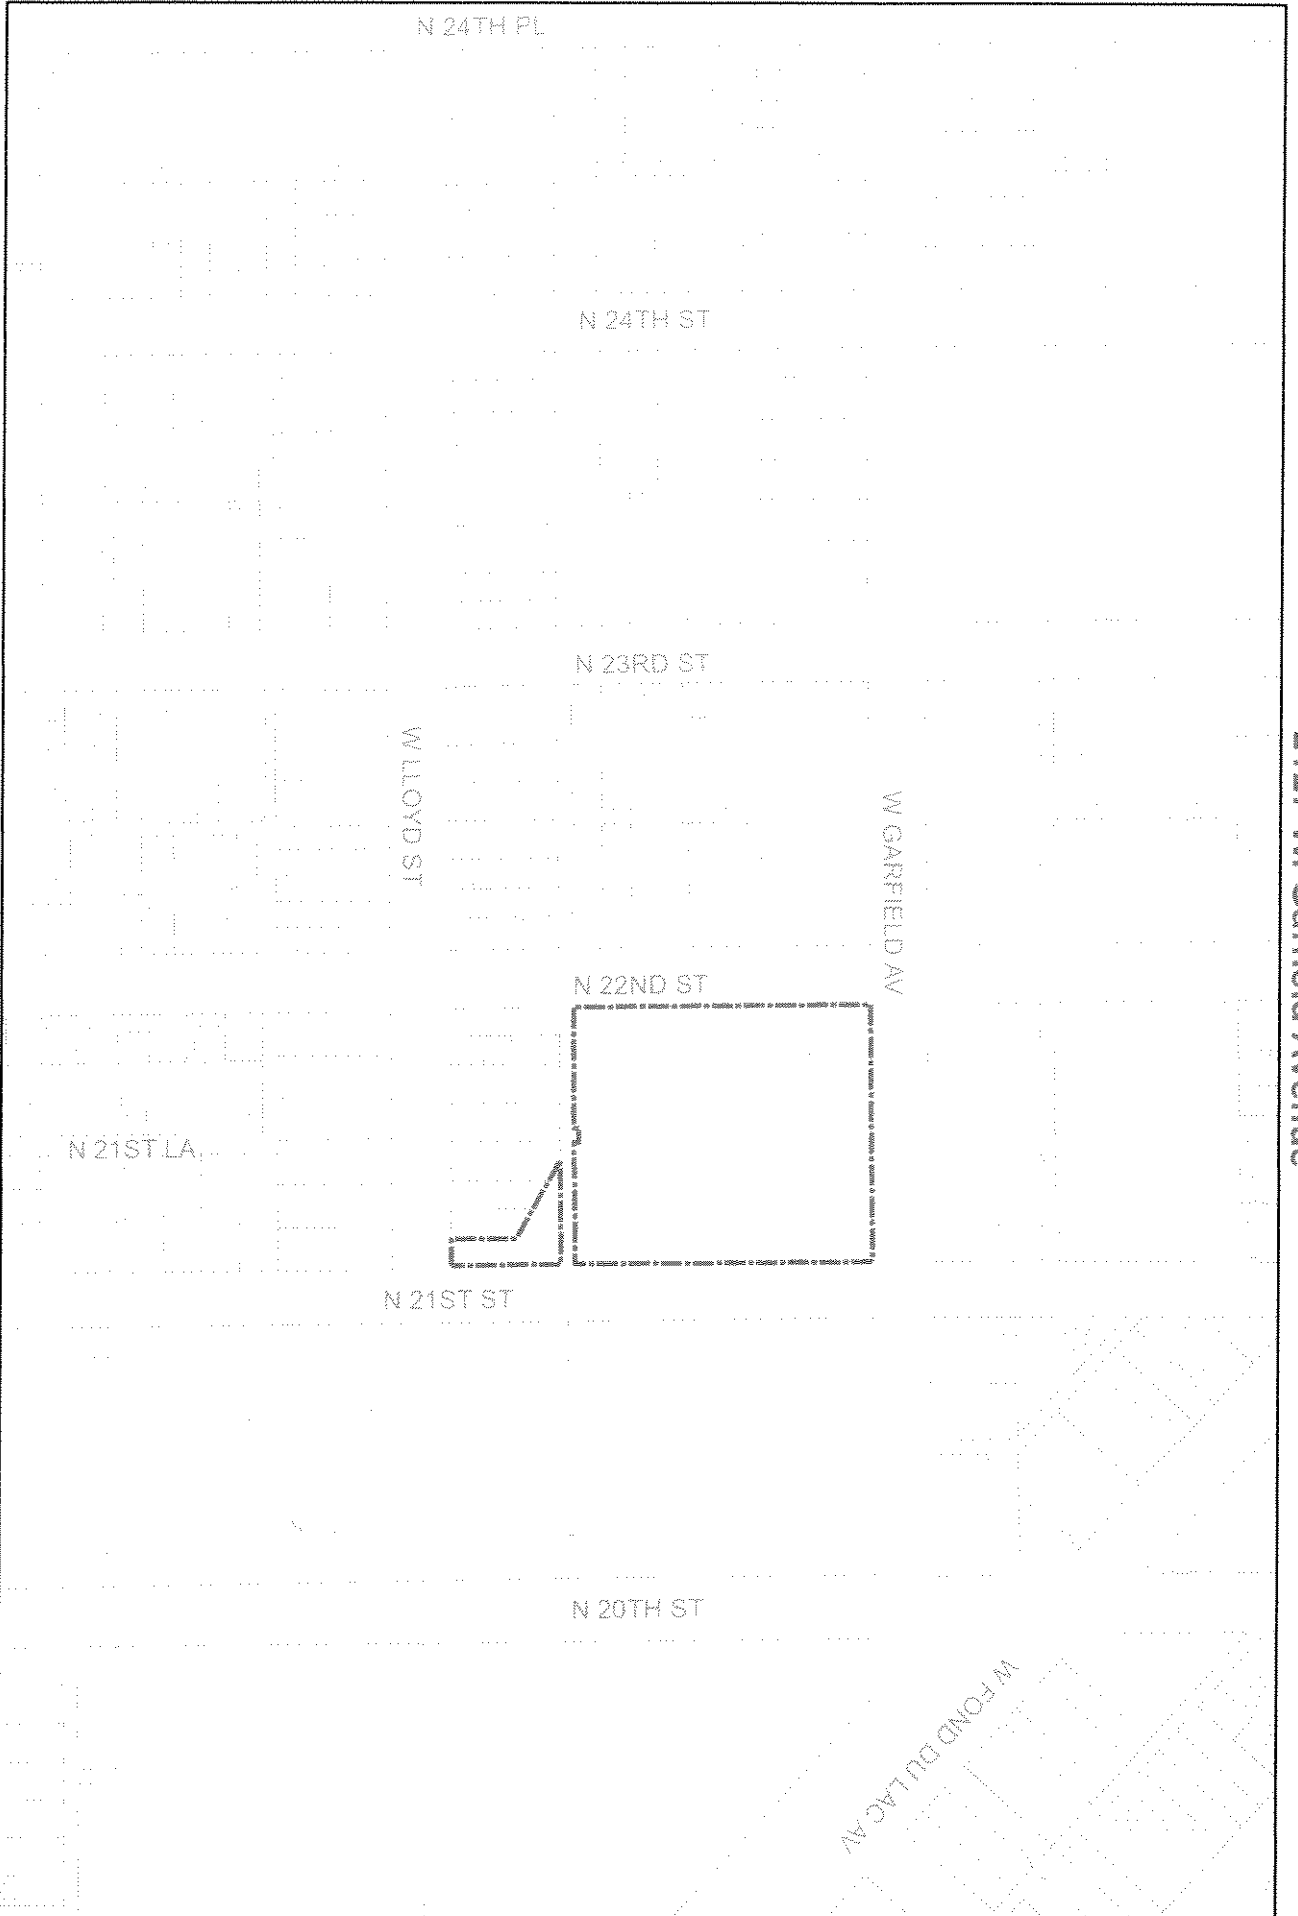 N 24TH PL
N 24TH ST
N 23RD ST
W LLOYD ST
W GARFIELD AV
N 22ND ST
N 21ST LA
N 21ST ST
N 20TH ST
W FOND DU LAC AV